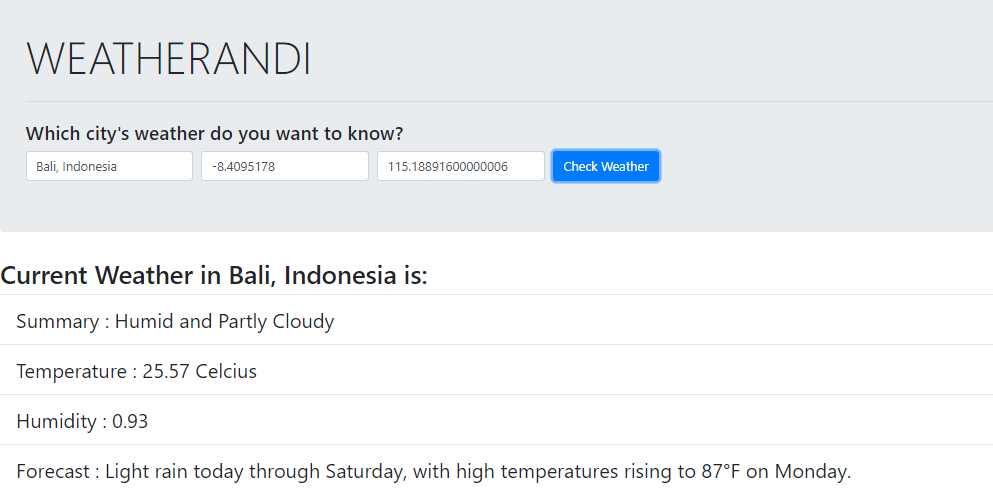 WEATHERANDI
Which city's weather do you want to know?
Bali, Indonesia -8.4095178 115.18891600000006 Check Weather
Current Weather in Bali, Indonesia is:
Summary : Humid and Partly Cloudy
Temperature : 25.57 Celcius
Humidity : 0.93
Forecast : Light rain today through Saturday, with high temperatures rising to 87°F on Monday.